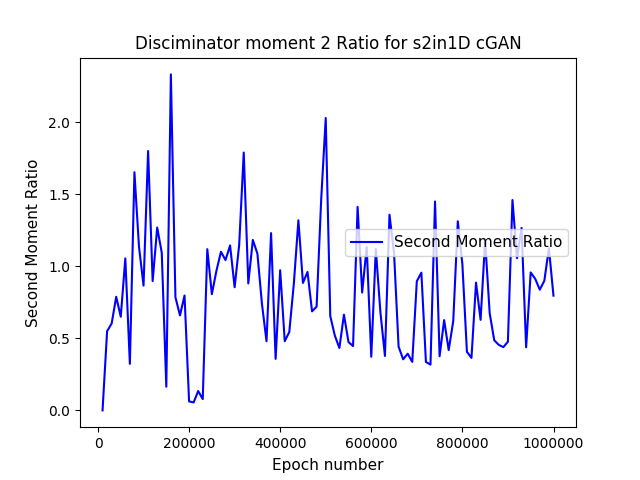 Disciminator moment 2 Ratio for s2in1D cGAN
2.0
1.5
1.0
0.5
0.0
Second Moment Ratio
Second Moment Ratio
0 200000 400000 600000 800000 1000000
Epoch number